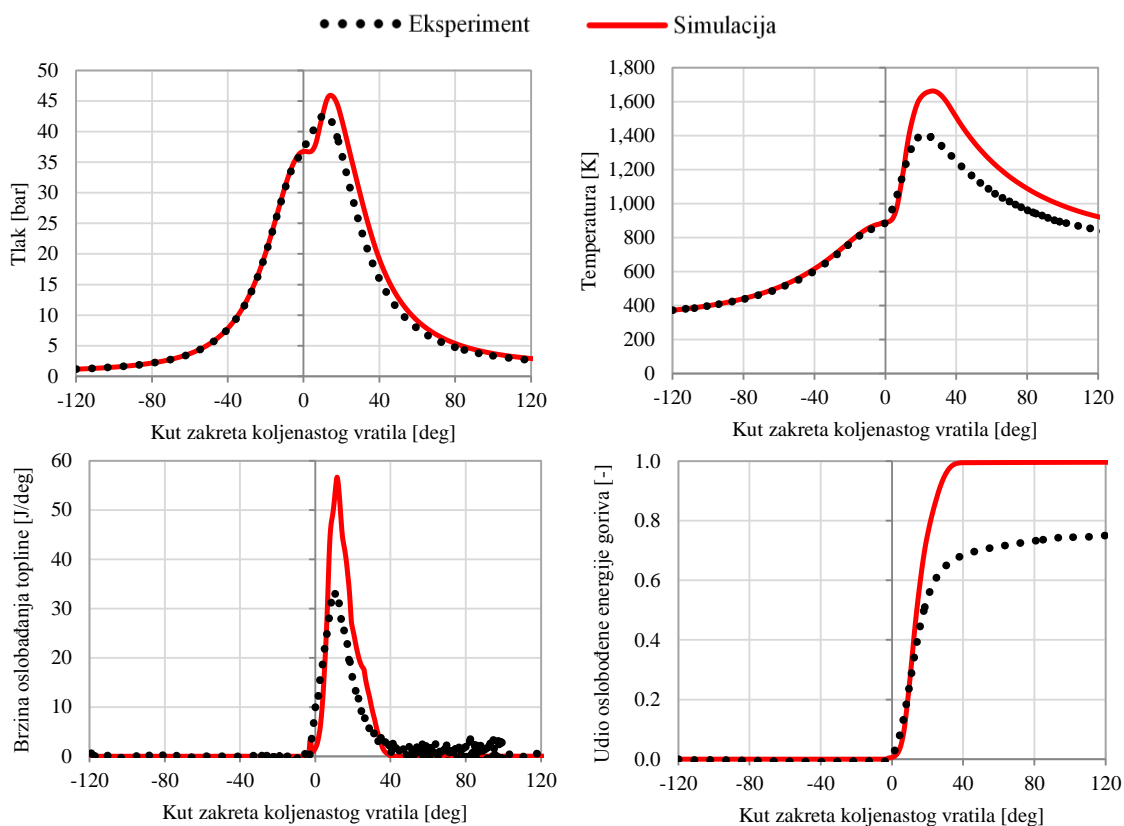 Eksperiment Simulacija
Tlak [bar]
50
45
40
35
30
25
20
15
10
5
0
-120 -80 -40 0 40 80 120
Kut zakreta koljenastog vratila [deg]
Temperatura [K]
1,800
1,600
1,400
1,200
1,000
800
600
400
200
0
-120 -80 -40 0 40 80 120
Kut zakreta koljenastog vratila [deg]
Brzina oslobađanja topline [J/deg]
60
50
40
30
20
10
0
-120 -80 -40 0 40 80 120
Kut zakreta koljenastog vratila [deg]
Udio oslobođene energije goriva [-]
1.0
0.8
0.6
0.4
0.2
0.0
-120 -80 -40 0 40 80 120
Kut zakreta koljenastog vratila [deg]